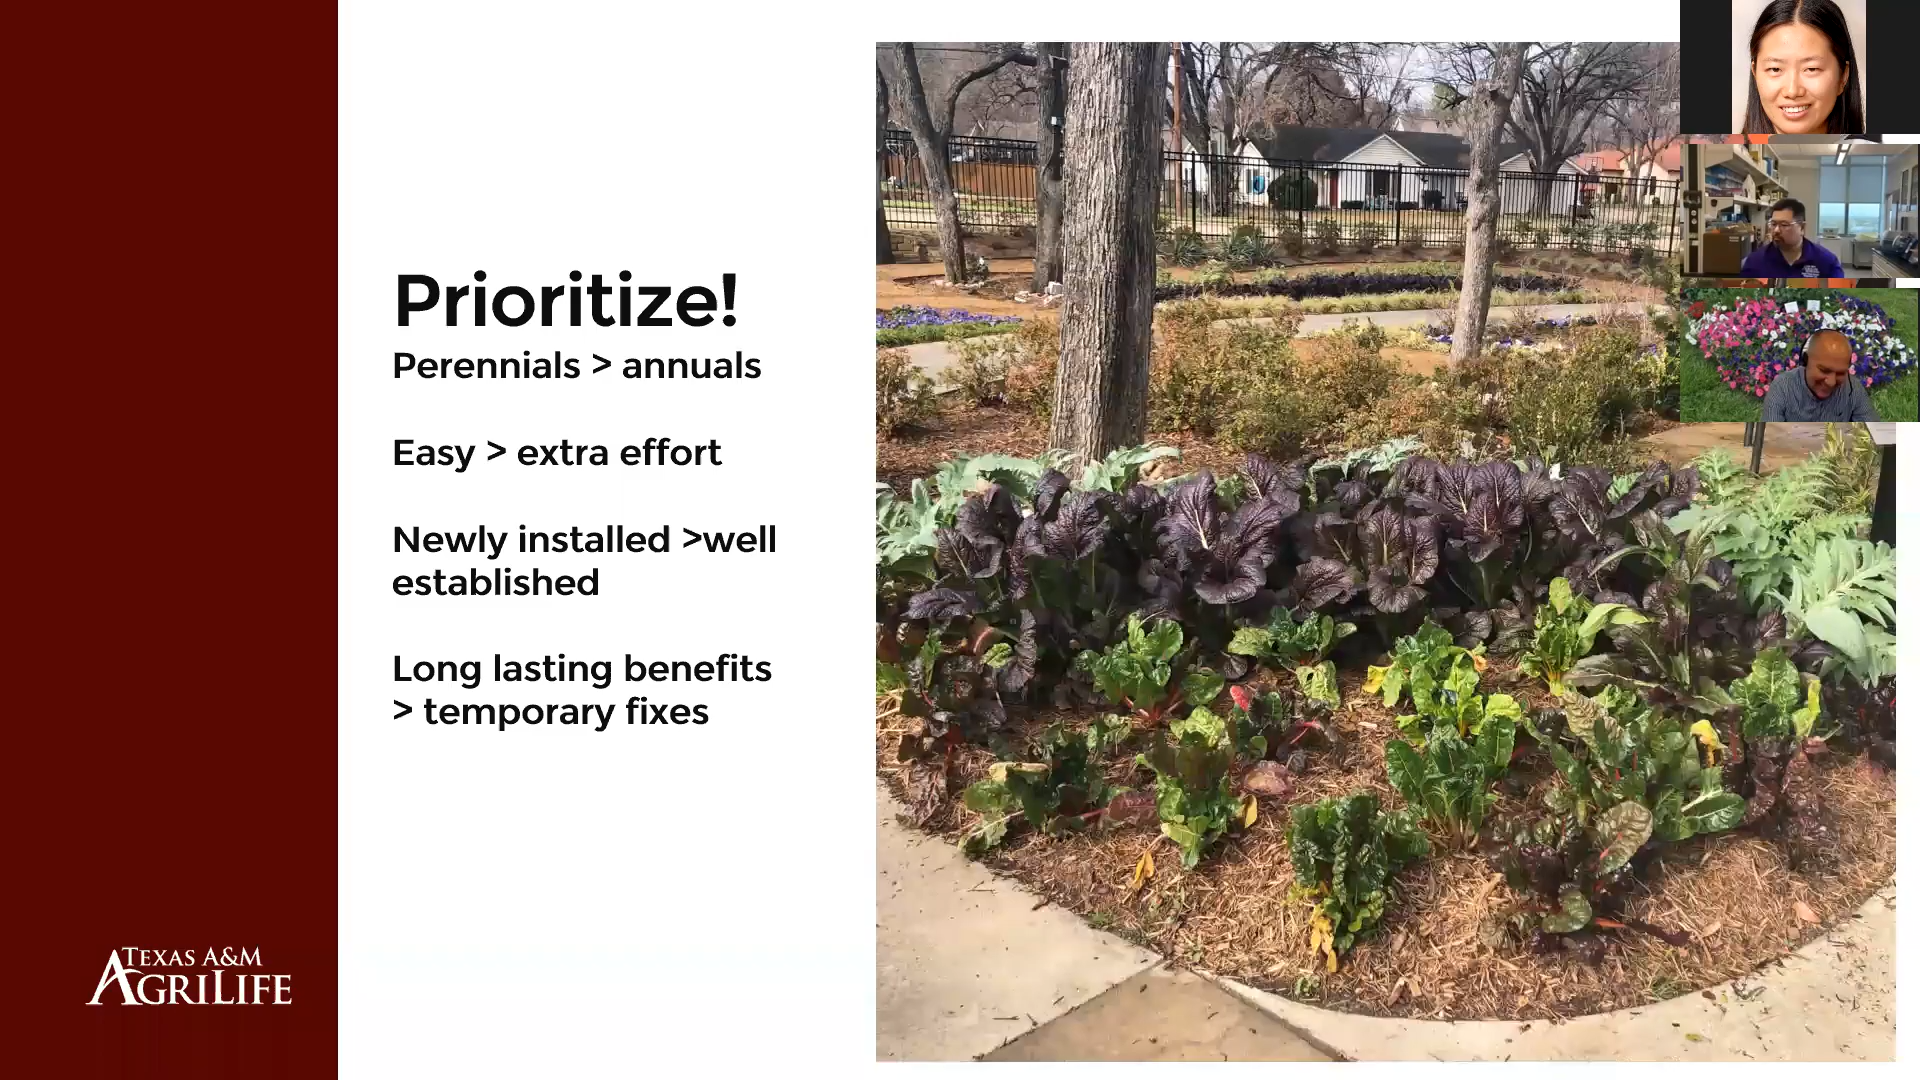 Prioritize!
Perennials > annuals
Easy > extra effort
Newly installed >well
established
Long lasting benefits
> temporary fixes
TEXAS A&M
AGRILIFE